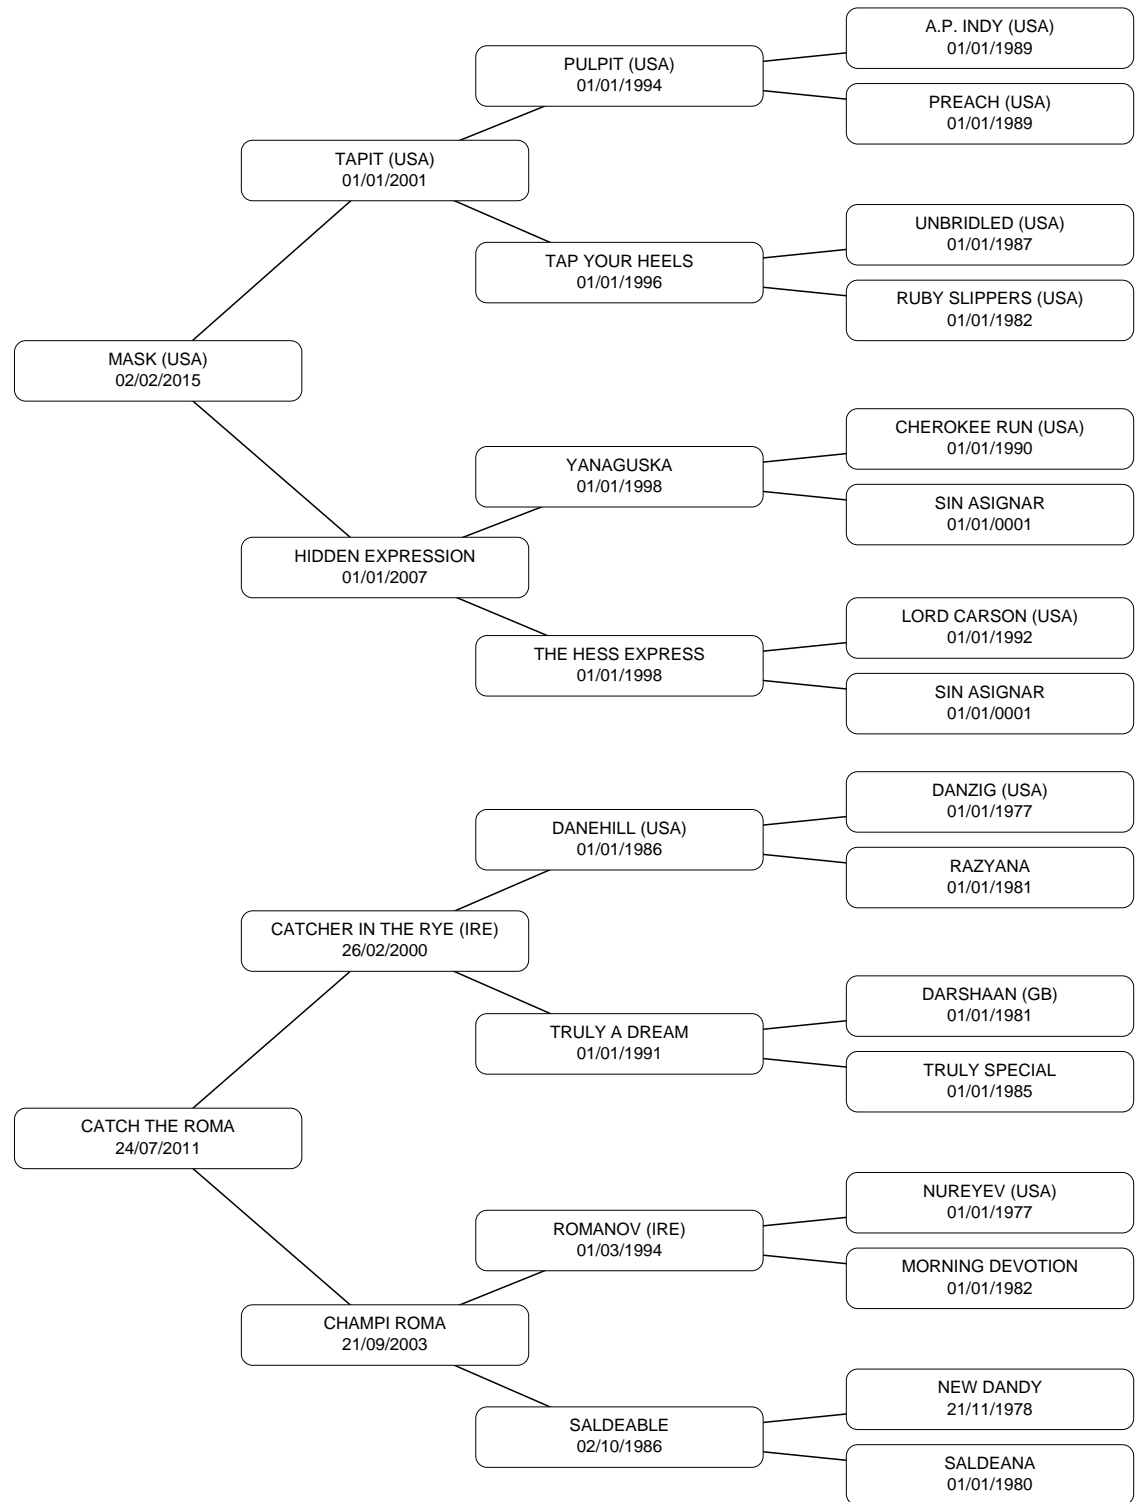 A.P. INDY (USA)
01/01/1989
PULPIT (USA)
01/01/1994
PREACH (USA)
01/01/1989
TAPIT (USA)
01/01/2001
UNBRIDLED (USA)
01/01/1987
TAP YOUR HEELS
01/01/1996
RUBY SLIPPERS (USA)
01/01/1982
MASK (USA)
02/02/2015
CHEROKEE RUN (USA)
01/01/1990
YANAGUSKA
01/01/1998
SIN ASIGNAR
01/01/0001
HIDDEN EXPRESSION
01/01/2007
LORD CARSON (USA)
01/01/1992
THE HESS EXPRESS
01/01/1998
SIN ASIGNAR
01/01/0001
DANZIG (USA)
01/01/1977
DANEHILL (USA)
01/01/1986
RAZYANA
01/01/1981
CATCHER IN THE RYE (IRE)
26/02/2000
DARSHAAN (GB)
01/01/1981
TRULY A DREAM
01/01/1991
TRULY SPECIAL
01/01/1985
CATCH THE ROMA
24/07/2011
NUREYEV (USA)
01/01/1977
ROMANOV (IRE)
01/03/1994
MORNING DEVOTION
01/01/1982
CHAMPI ROMA
21/09/2003
NEW DANDY
21/11/1978
SALDEABLE
02/10/1986
SALDEANA
01/01/1980